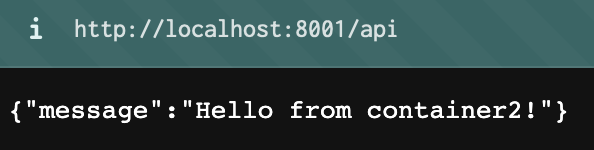 i http://localhost:8001/api
{"message":"Hello from container2!"}